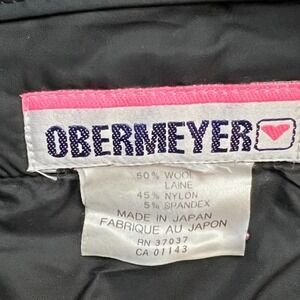 OBERMEYER
50% WOOL
LAINE
45% NYLON
5% SPANDEX
MADE IN JAPAN
FABRIQUE AU JAPON
RN 37037
CA 01143